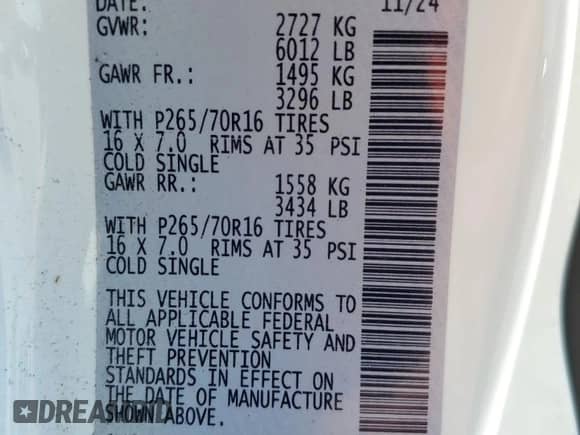 DATE: 11/24
GVWR: 2727 KG
6012 LB
GAWR FR.: 1495 KG
3296 LB
WITH P265/70R16 TIRES
16 X 7.0 RIMS AT 35 PSI
COLD SINGLE
GAWR RR.: 1558 KG
3434 LB
WITH P265/70R16 TIRES
16 X 7.0 RIMS AT 35 PSI
COLD SINGLE
THIS VEHICLE CONFORMS TO
ALL APPLICABLE FEDERAL
MOTOR VEHICLE SAFETY AND
THEFT PREVENTION
STANDARDS IN EFFECT ON
THE DATE OF MANUFACTURE
SHOWN ABOVE.